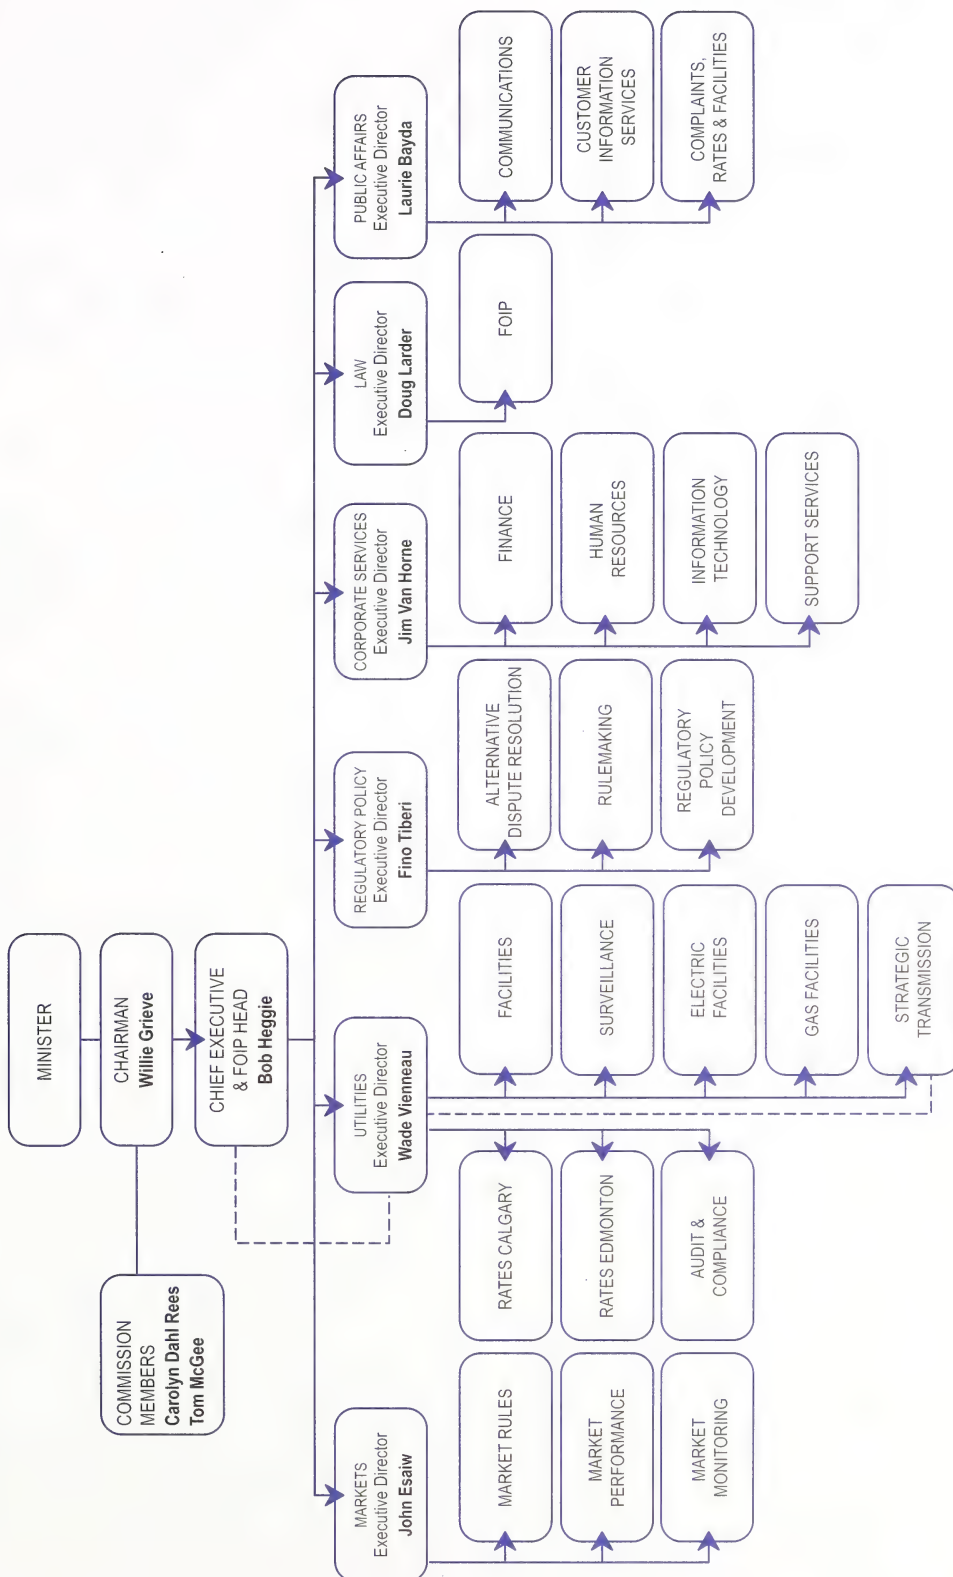 MINISTER
CHAIRMAN
Willie Grieve
COMMISSION
MEMBERS
Carolyn Dahl Rees
Tom McGee
CHIEF EXECUTIVE
& FOIP HEAD
Bob Heggie
MARKETS
Executive Director
John Esaiw
UTILITIES
Executive Director
Wade Vienneau
REGULATORY POLICY
Executive Director
Fino Tiberi
CORPORATE SERVICES
Executive Director
Jim Van Horne
LAW
Executive Director
Doug Larder
PUBLIC AFFAIRS
Executive Director
Laurie Bayda
MARKET RULES
MARKET
PERFORMANCE
MARKET
MONITORING
RATES CALGARY
RATES EDMONTON
AUDIT &
COMPLIANCE
FACILITIES
SURVEILLANCE
ELECTRIC
FACILITIES
GAS FACILITIES
STRATEGIC
TRANSMISSION
ALTERNATIVE
DISPUTE RESOLUTION
RULEMAKING
REGULATORY
POLICY
DEVELOPMENT
FINANCE
HUMAN
RESOURCES
INFORMATION
TECHNOLOGY
SUPPORT SERVICES
FOIP
COMMUNICATIONS
CUSTOMER
INFORMATION
SERVICES
COMPLAINTS,
RATES & FACILITIES